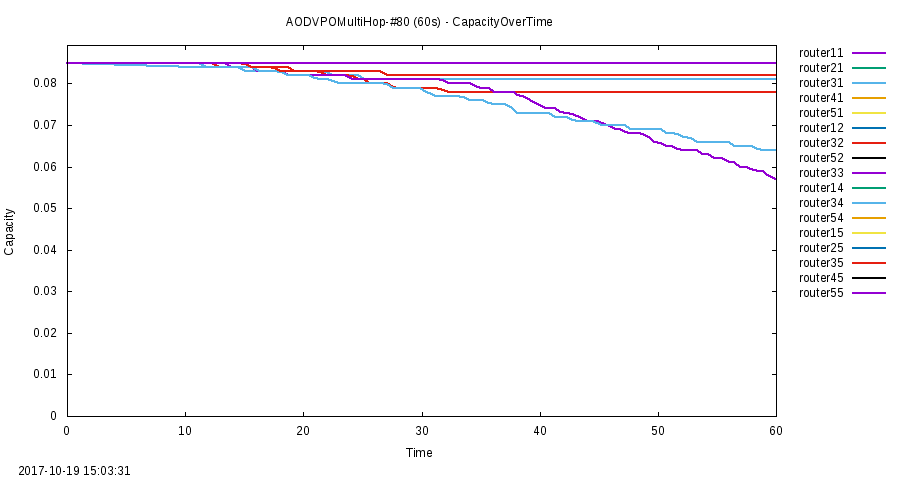 AODVPOMultiHop-#80 (60s) - CapacityOverTime
router11
router21
router31
router41
router51
router12
router32
router52
router33
router14
router34
router54
router15
router25
router35
router45
router55
0.08
0.07
0.06
0.05
0.04
0.03
0.02
0.01
0
Capacity
0 10 20 30 40 50 60
Time
2017-10-19 15:03:31